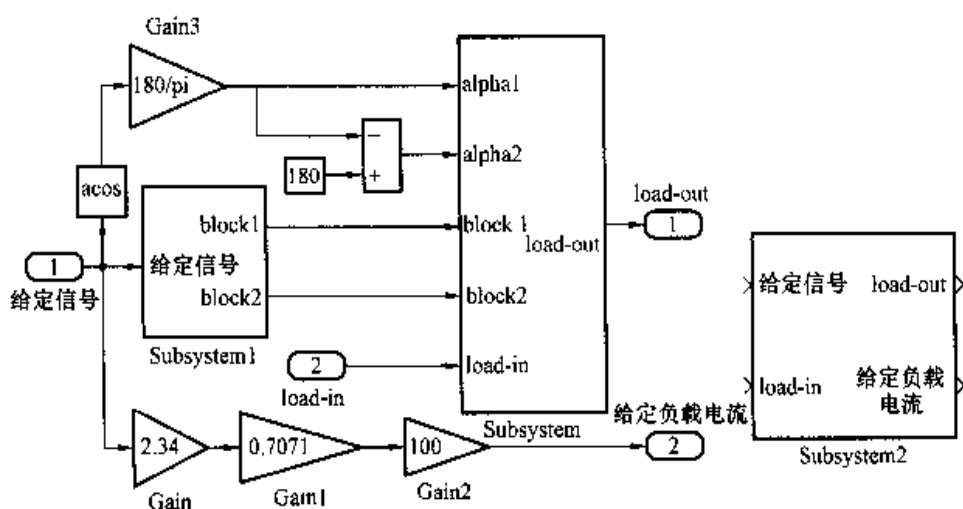 Gain3
180/pi
alpha1
−
alpha2
180
+
acos
load-out
1
block1
block 1
load-out
1
给定信号
给定信号
block2
block2
Subsystem1
2
load-in
load-in
给定负载电流
2
Subsystem
2.34
0.7071
100
Gain
Gam1
Gain2
给定信号
load-out
load-in
给定负载
电流
Subsystem2